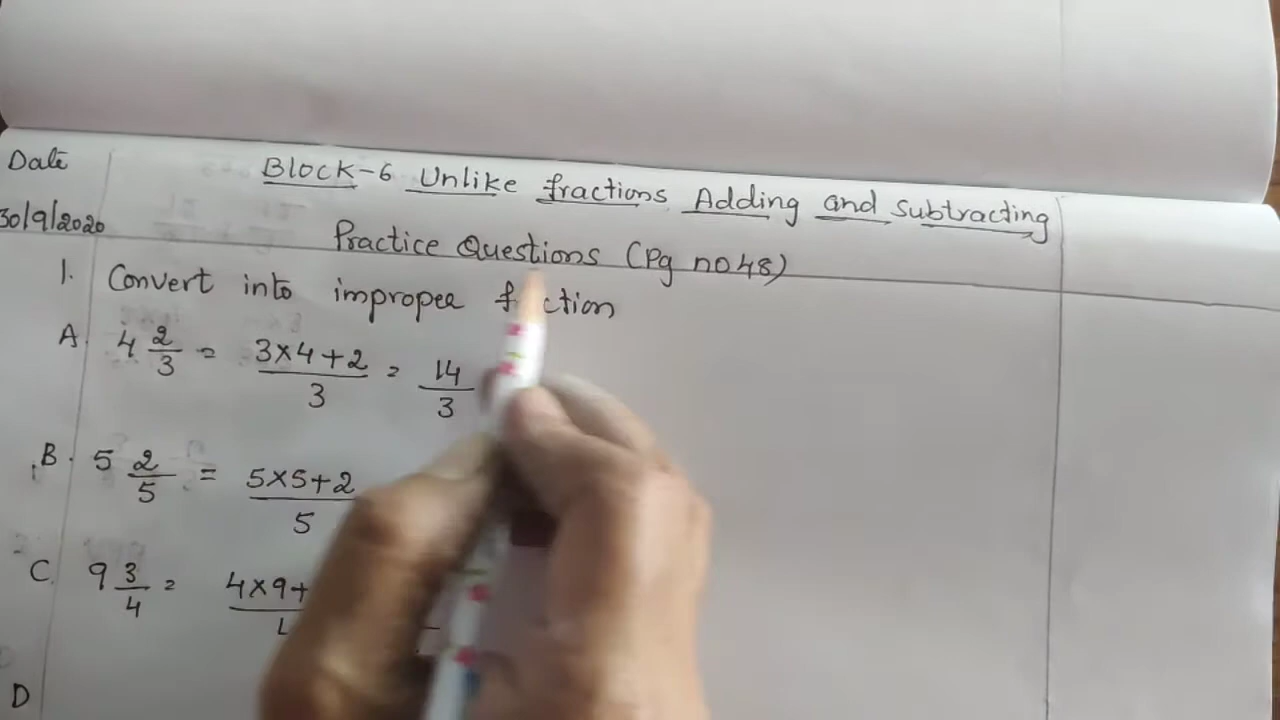 Date
Block-6 Unlike fractions Adding and Subtracting
30/9/2020
Practice Questions (Pg no 48)
1. Convert into improper
A. 4 2/3 = 3×4+2/3 = 14/3
B. 5 2/5 = 5×5+2/5
C. 9 3/4 = 4×9+
D